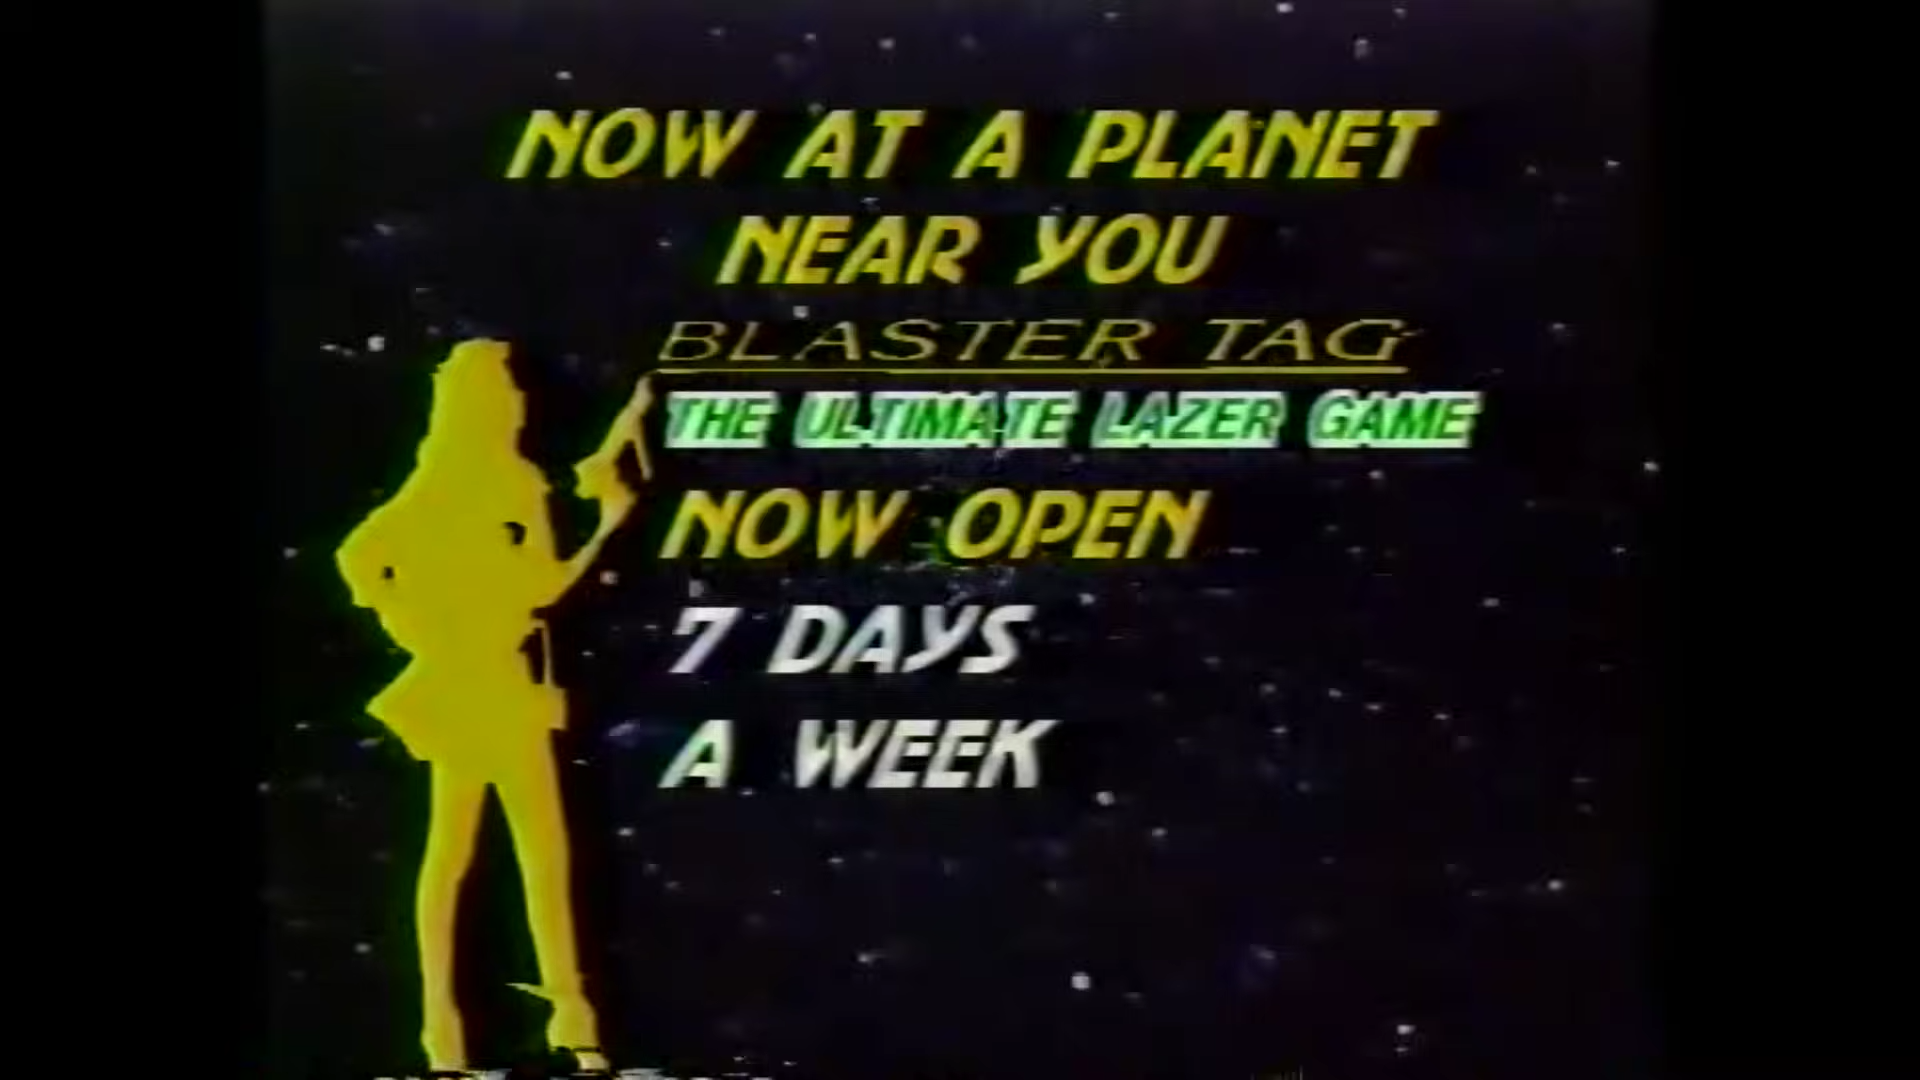 NOW AT A PLANET
NEAR YOU
BLASTER TAG
THE ULTIMATE LAZER GAME
NOW OPEN
7 DAYS
A WEEK